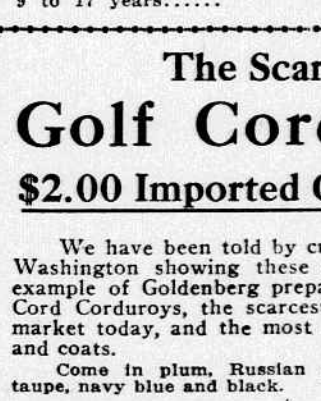 9 to 17 years......
The Scar
Golf Cor
$2.00 Imported
We have been told by cu
Washington showing these
example of Goldenberg prepa
Cord Corduroys, the scarces
market today, and the most
and coats.
Come in plum, Russian
taupe, navy blue and black.